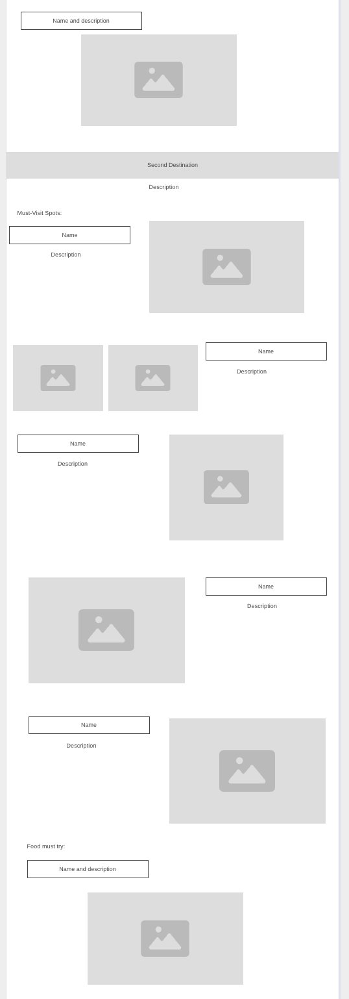 Name and description
Second Destination
Description
Must-Visit Spots:
Name
Description
Name
Description
Name
Description
Name
Description
Name
Description
Food must try:
Name and description